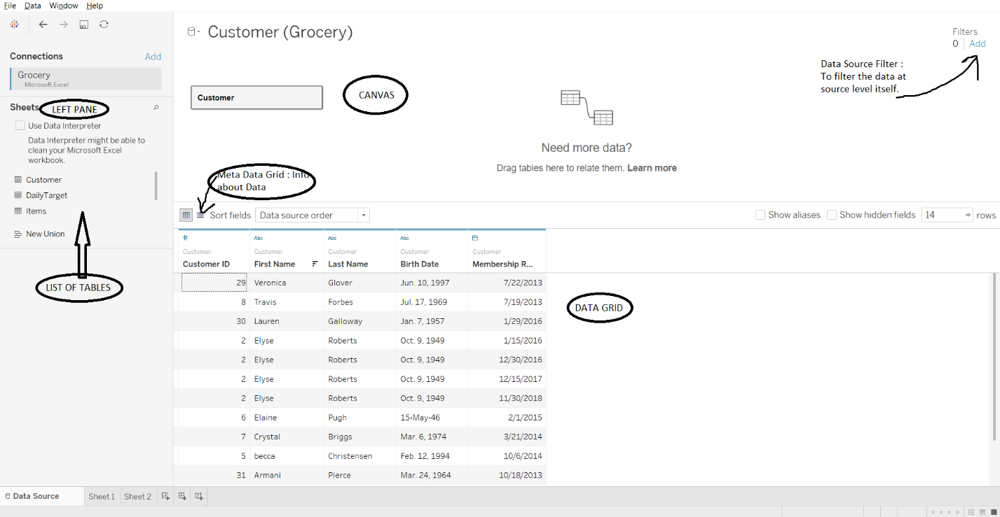 File Data Window Help
Connections Add
Grocery
Microsoft Excel
Sheets
LEFT PANE
Use Data Interpreter
Data Interpreter might be able to
clean your Microsoft Excel
workbook.
Customer
DailyTarget
Items
New Union
LIST OF TABLES
Customer (Grocery)
Filters
0 Add
Data Source Filter :
To filter the data at
source level itself.
Customer
CANVAS
Need more data?
Drag tables here to relate them. Learn more
Meta Data Grid : Info
about Data
Sort fields Data source order Show aliases Show hidden fields 14 rows
# Abc Abc Abc
Customer Customer Customer Customer Customer
Customer ID First Name Last Name Birth Date Membership R...
29 Veronica Glover Jun. 10, 1997 7/22/2013
8 Travis Forbes Jul. 17, 1969 7/19/2013
30 Lauren Galloway Jan. 7, 1957 1/29/2016
2 Elyse Roberts Oct. 9, 1949 1/15/2016
2 Elyse Roberts Oct. 9, 1949 12/30/2016
2 Elyse Roberts Oct. 9, 1949 12/15/2017
2 Elyse Roberts Oct. 9, 1949 11/30/2018
6 Elaine Pugh 15-May-46 2/1/2015
7 Crystal Briggs Mar. 6, 1974 3/21/2014
5 becca Christensen Feb. 12, 1994 10/6/2014
31 Armani Pierce Mar. 24, 1964 10/18/2013
DATA GRID
Data Source Sheet 1 Sheet 2